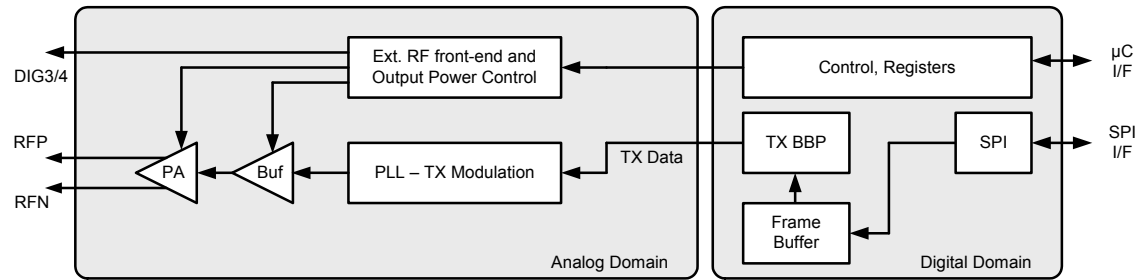 DIG3/4
Ext. RF front-end and
Output Power Control
Control, Registers
µC
I/F
RFP
RFN
PA
Buf
PLL – TX Modulation
TX Data
TX BBP
SPI
SPI
I/F
Frame
Buffer
Analog Domain
Digital Domain